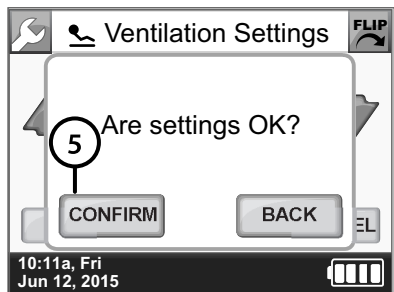 Ventilation Settings
FLIP
Are settings OK?
5
CONFIRM
BACK
EL
10:11a, Fri
Jun 12, 2015